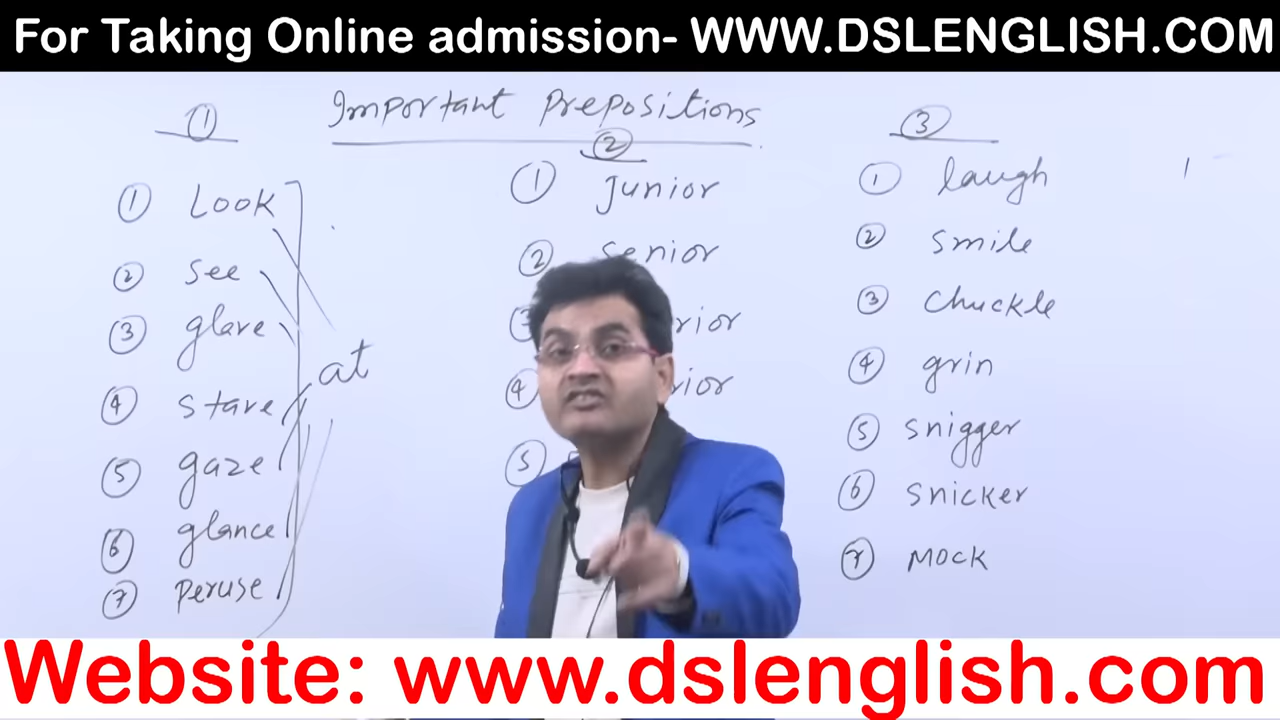 For Taking Online admission- WWW.DSLENGLISH.COM
Important Prepositions
①
① Look
② see
③ glare
④ stare
⑤ gaze
⑥ glance
⑦ Peruse
at
②
① Junior
② senior
④
⑤
③
① laugh
② smile
③ chuckle
④ grin
⑤ snigger
⑥ snicker
⑦ Mock
Website: www.dslenglish.com